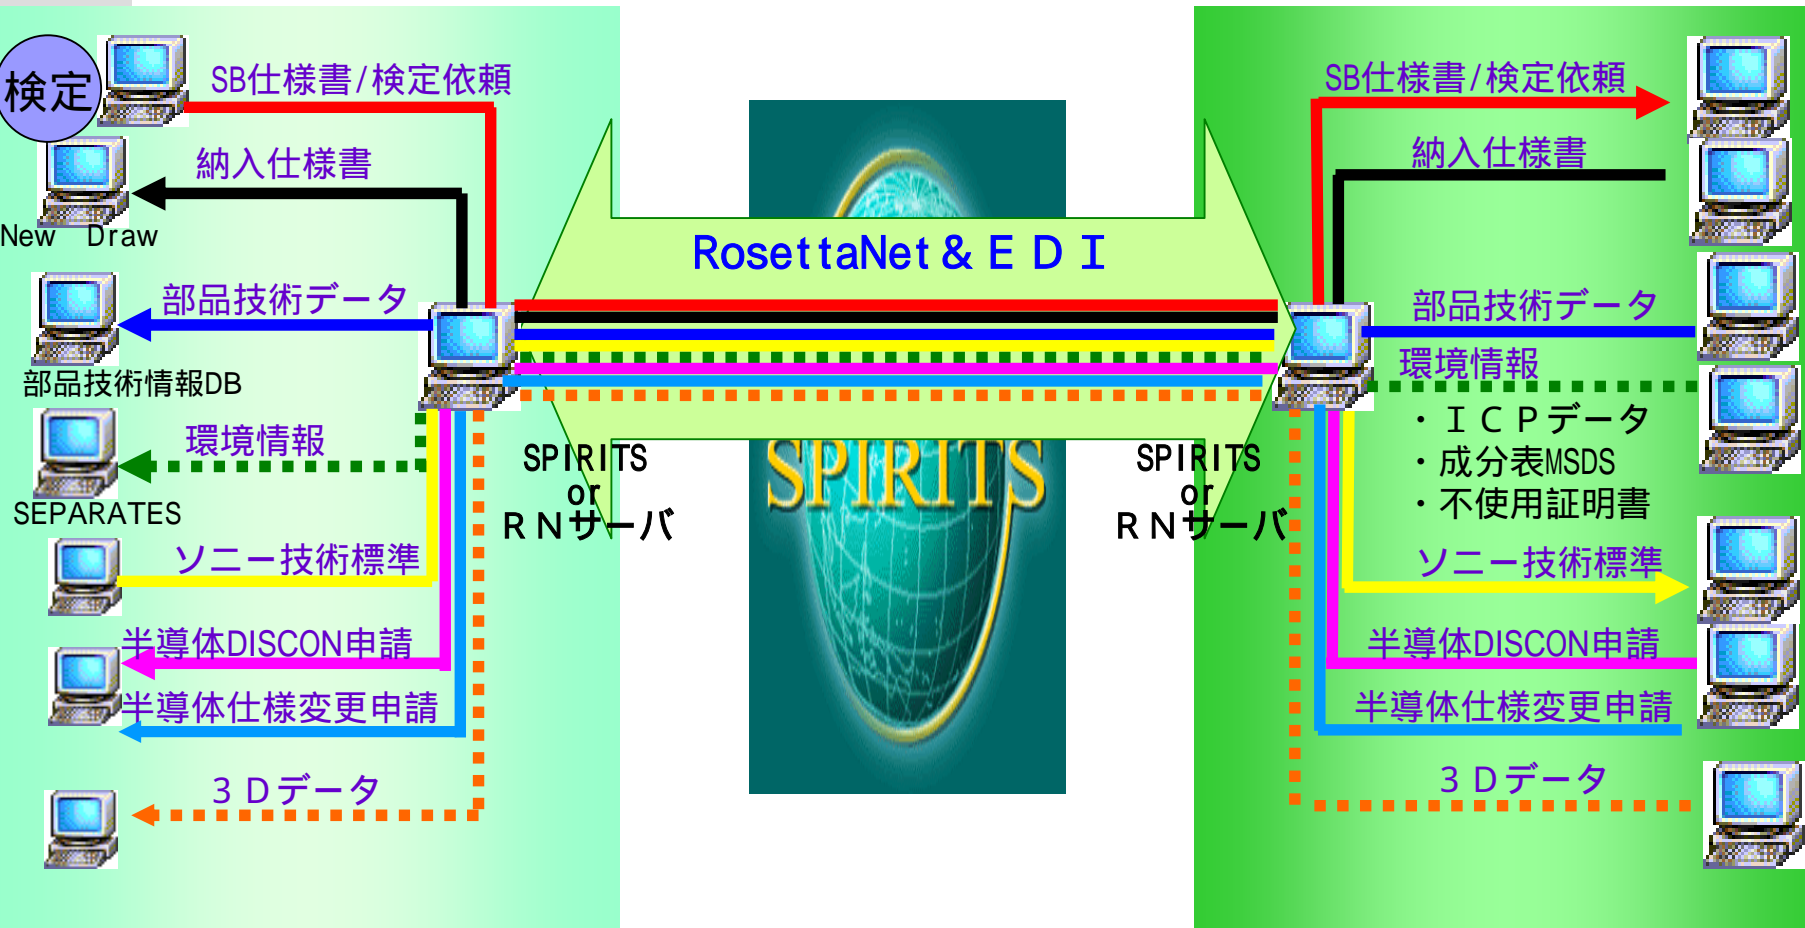 検定
SB仕様書/検定依頼
納入仕様書
New Draw
部品技術データ
部品技術情報DB
環境情報
SEPARATES
ソニー技術標準
半導体DISCON申請
半導体仕様変更申請
3Dデータ
RosettaNet&EDI
SPIRITS
or
RNサーバ
SPIRITS
SPIRITS
or
RNサーバ
SB仕様書/検定依頼
納入仕様書
部品技術データ
環境情報
・ICPデータ
・成分表MSDS
・不使用証明書
ソニー技術標準
半導体DISCON申請
半導体仕様変更申請
3Dデータ